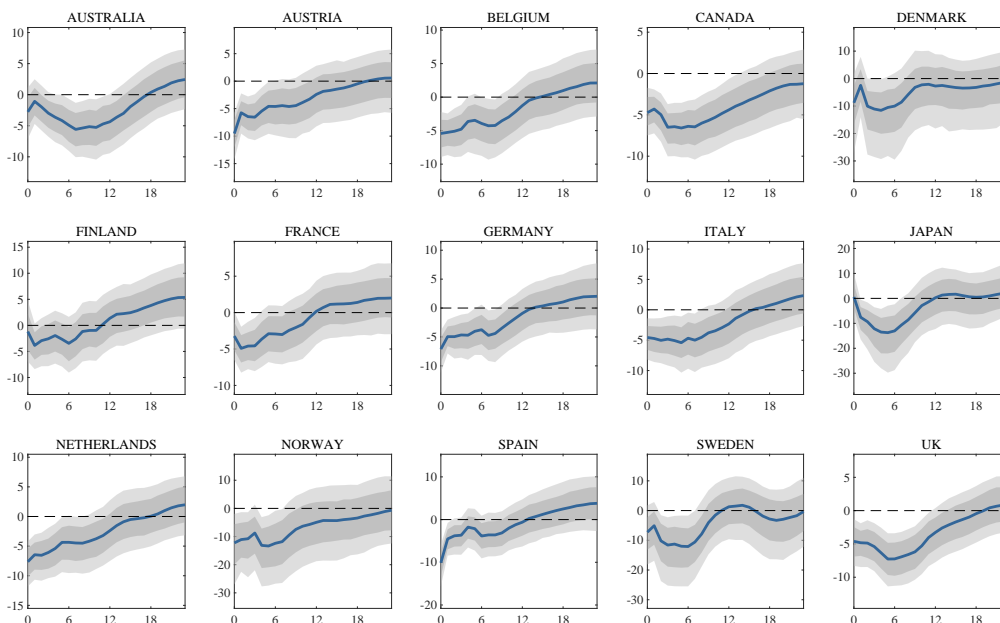 AUSTRALIA AUSTRIA BELGIUM CANADA DENMARK
10 10 10 5 20
5 5 5 0 10
0 0 0 -5 0
-5 -5 -5 -10 -10
-10 -10 -10 -20
-15 -30
0 6 12 18 0 6 12 18 0 6 12 18 0 6 12 18 0 6 12 18
FINLAND FRANCE GERMANY ITALY JAPAN
15 10 10 10 20
10 5 5 5 10
5 0 0 0 0
0 -5 -5 -5 -10
-5 -10 -10 -10 -20
-10 -30
0 6 12 18 0 6 12 18 0 6 12 18 0 6 12 18 0 6 12 18
NETHERLANDS NORWAY SPAIN SWEDEN UK
10 10 10 10 5
5 0 0 0 0
0 -10 -10 -10 -5
-5 -20 -20 -20 -10
-10 -30 -30
-15
0 6 12 18 0 6 12 18 0 6 12 18 0 6 12 18 0 6 12 18